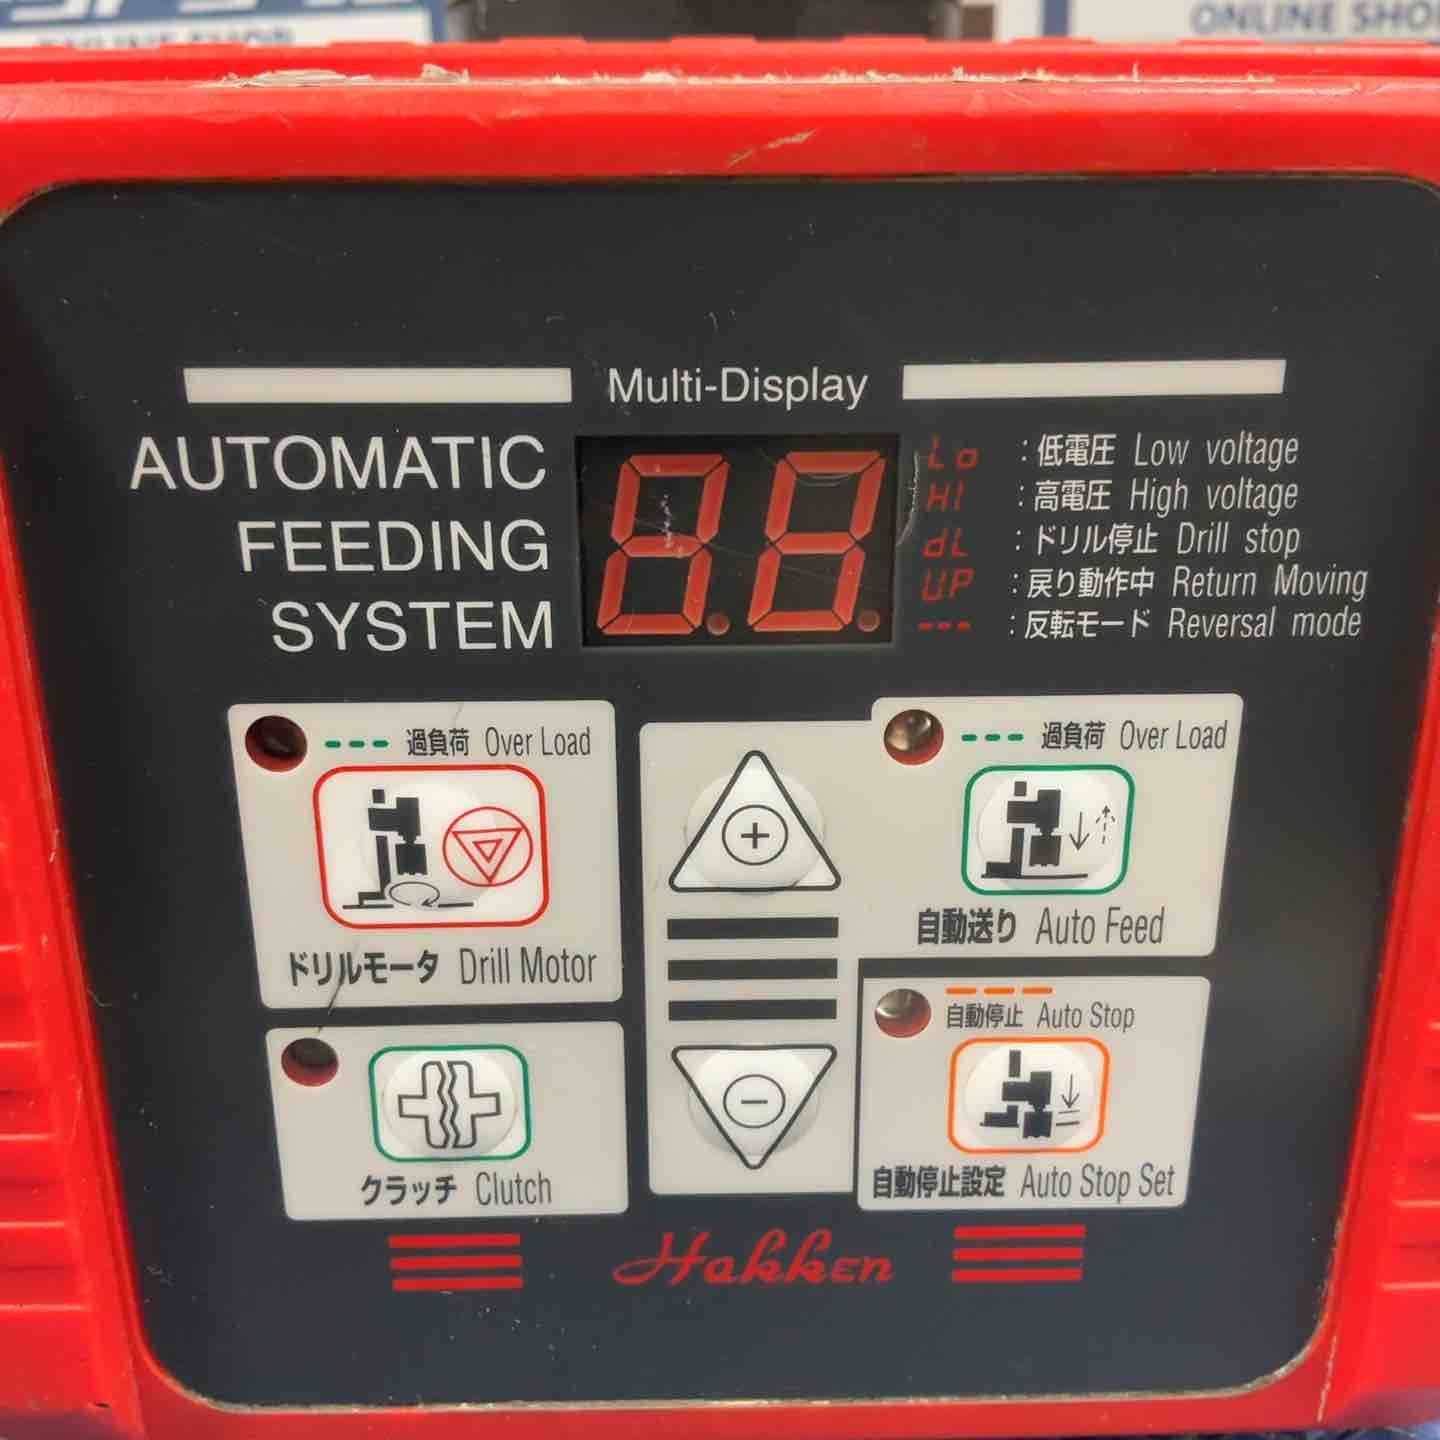 ONLINE SHOP
ONLINE SHO
Multi-Display
AUTOMATIC
FEEDING
SYSTEM
88
Lo :低電圧 Low voltage
HI :高電圧 High voltage
dL :ドリル停止 Drill stop
UP :戻り動作中 Return Moving
--- :反転モード Reversal mode
--- 過負荷 Over Load
ドリルモータ Drill Motor
クラッチ Clutch
+
−
--- 過負荷 Over Load
自動送り Auto Feed
自動停止 Auto Stop
自動停止設定 Auto Stop Set
Hakken